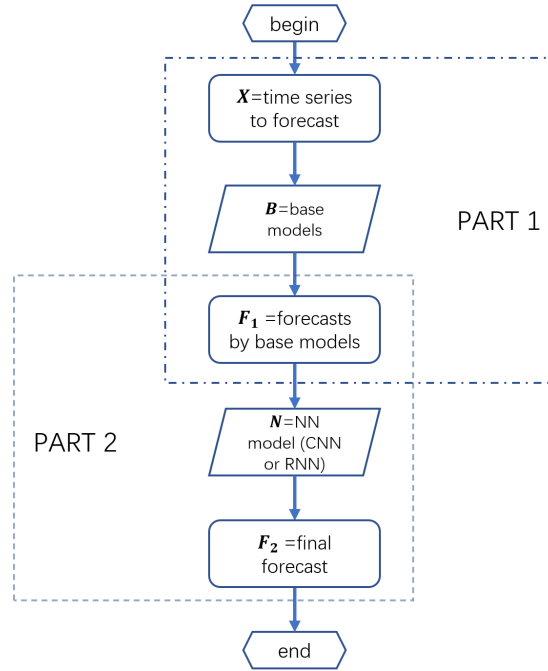 begin
X=time series
to forecast
B=base
models
PART 1
F₁ =forecasts
by base models
N=NN
model (CNN
or RNN)
PART 2
F₂ =final
forecast
end